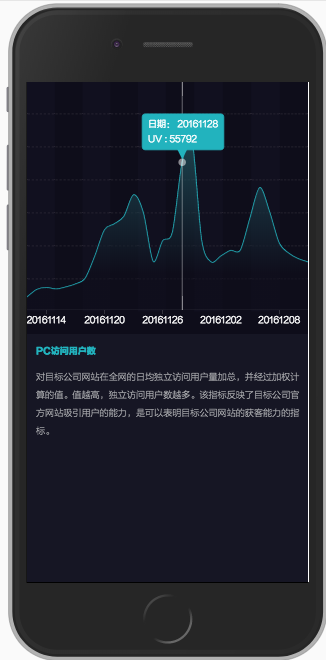 日期： 20161128
UV : 55792
20161114 20161120 20161126 20161202 20161208
PC访问用户数
对目标公司网站在全网的日均独立访问用户量加总，并经过加权计
算的值。值越高，独立访问用户数越多。该指标反映了目标公司官
方网站吸引用户的能力，是可以表明目标公司网站的获客能力的指
标。